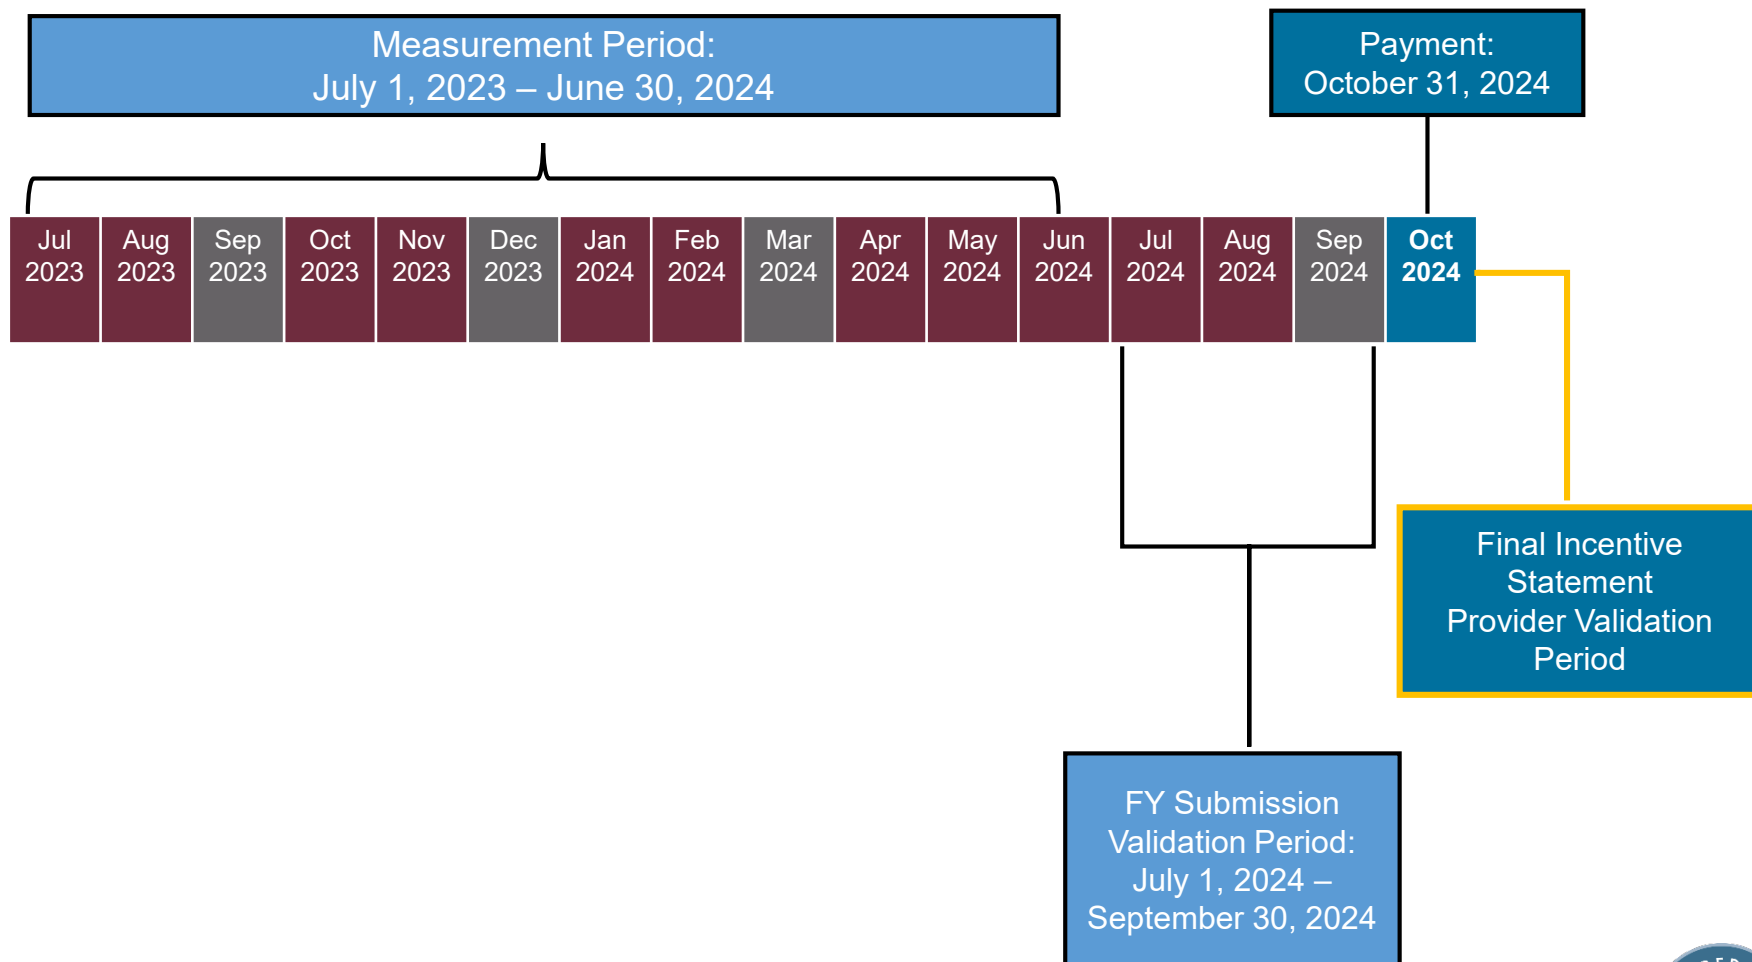 Measurement Period:
July 1, 2023 – June 30, 2024
Payment:
October 31, 2024
Jul
2023
Aug
2023
Sep
2023
Oct
2023
Nov
2023
Dec
2023
Jan
2024
Feb
2024
Mar
2024
Apr
2024
May
2024
Jun
2024
Jul
2024
Aug
2024
Sep
2024
Oct
2024
Final Incentive
Statement
Provider Validation
Period
FY Submission
Validation Period:
July 1, 2024 –
September 30, 2024